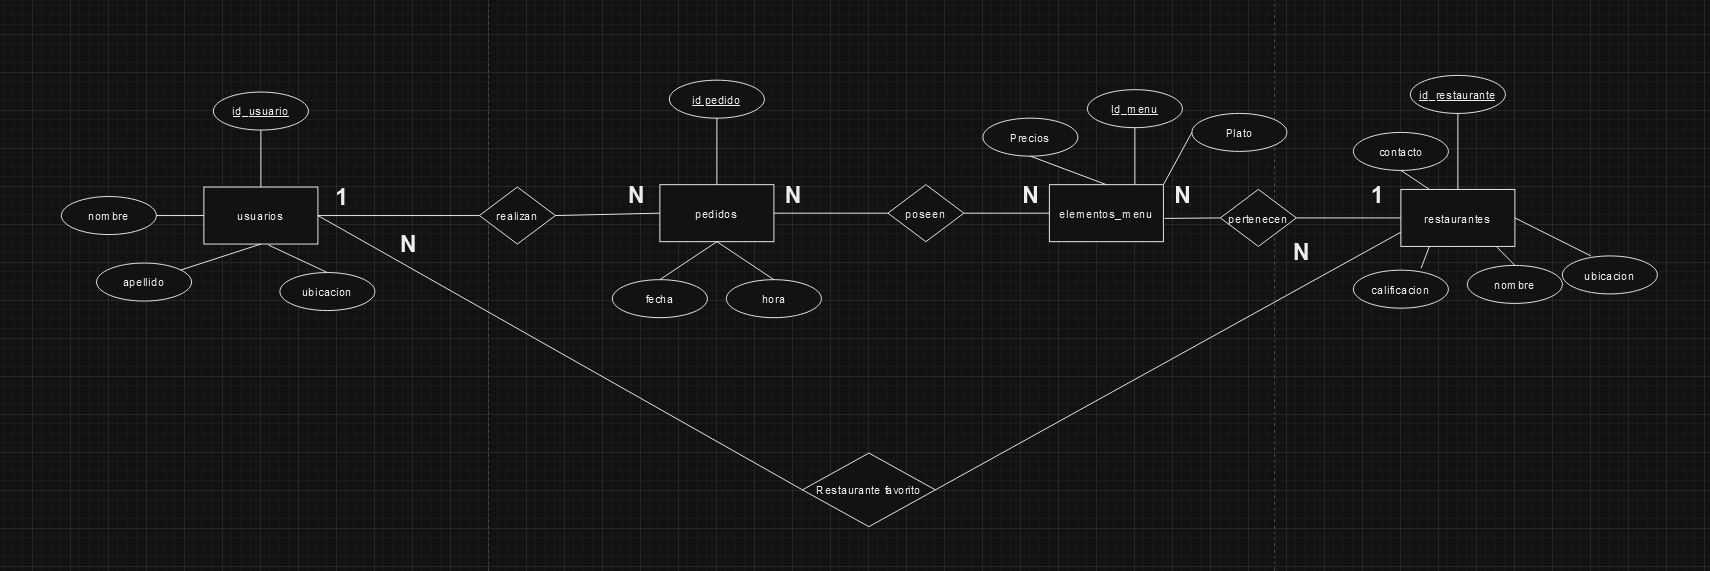 id_restaurante
id pedido
Id_menu
id_usuario
Plato
Precios
contacto
1
N
N
N
N
1
nombre
usuarios
realizan
pedidos
poseen
elementos_menu
pertenecen
restaurantes
N
N
apellido
ubicacion
fecha
hora
calificacion
nombre
ubicacion
Restaurante favorito